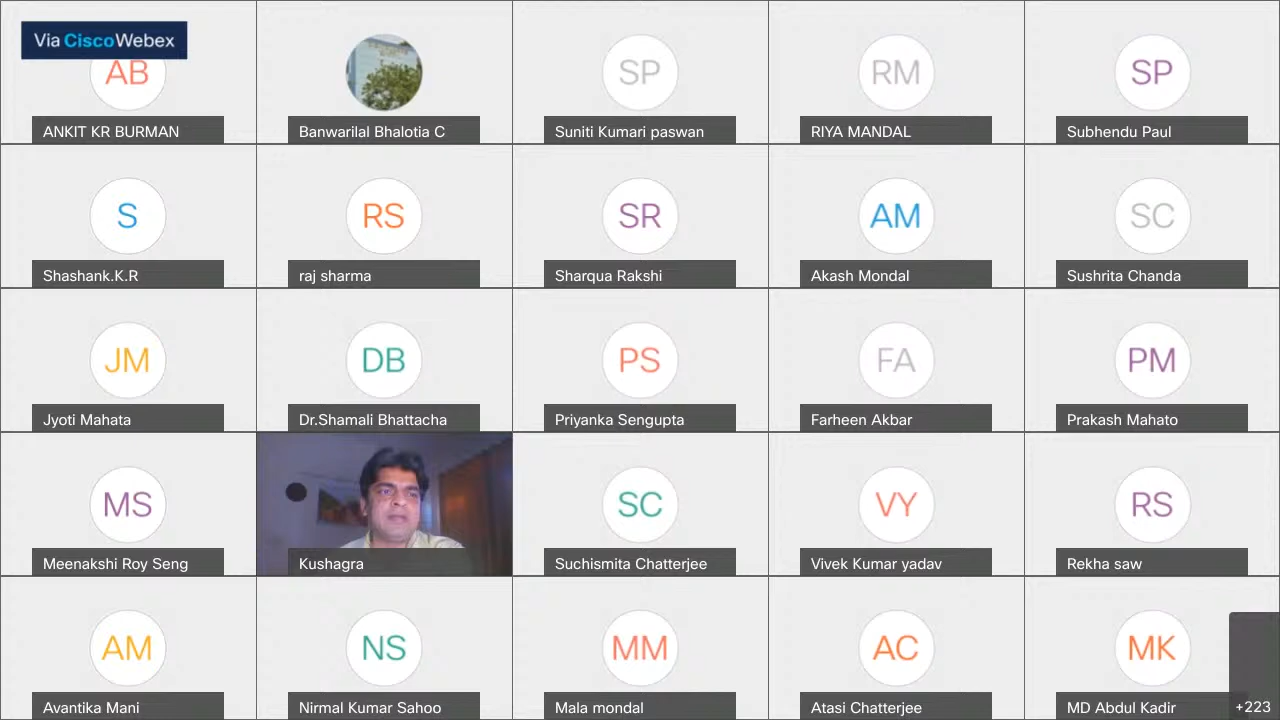 Via CiscoWebex
AB
ANKIT KR BURMAN
Banwarilal Bhalotia C
SP
Suniti Kumari paswan
RM
RIYA MANDAL
SP
Subhendu Paul
S
Shashank.K.R
RS
raj sharma
SR
Sharqua Rakshi
AM
Akash Mondal
SC
Sushrita Chanda
JM
Jyoti Mahata
DB
Dr.Shamali Bhattacha
PS
Priyanka Sengupta
FA
Farheen Akbar
PM
Prakash Mahato
MS
Meenakshi Roy Seng
Kushagra
SC
Suchismita Chatterjee
VY
Vivek Kumar yadav
RS
Rekha saw
AM
Avantika Mani
NS
Nirmal Kumar Sahoo
MM
Mala mondal
AC
Atasi Chatterjee
MK
MD Abdul Kadir
+223